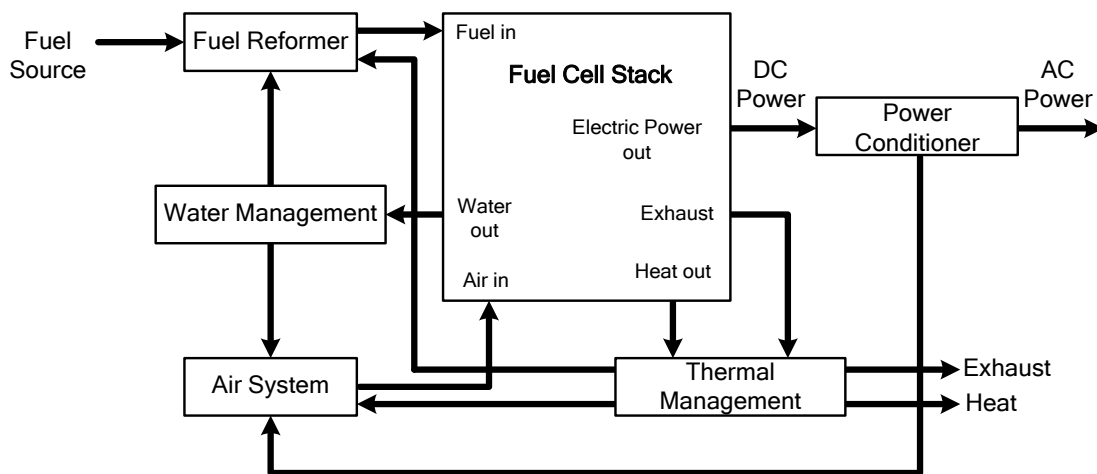 Fuel
Source
Fuel Reformer
Fuel in
Fuel Cell Stack
DC
Power
AC
Power
Electric Power
out
Power
Conditioner
Water Management
Water
out
Exhaust
Air in
Heat out
Air System
Thermal
Management
Exhaust
Heat